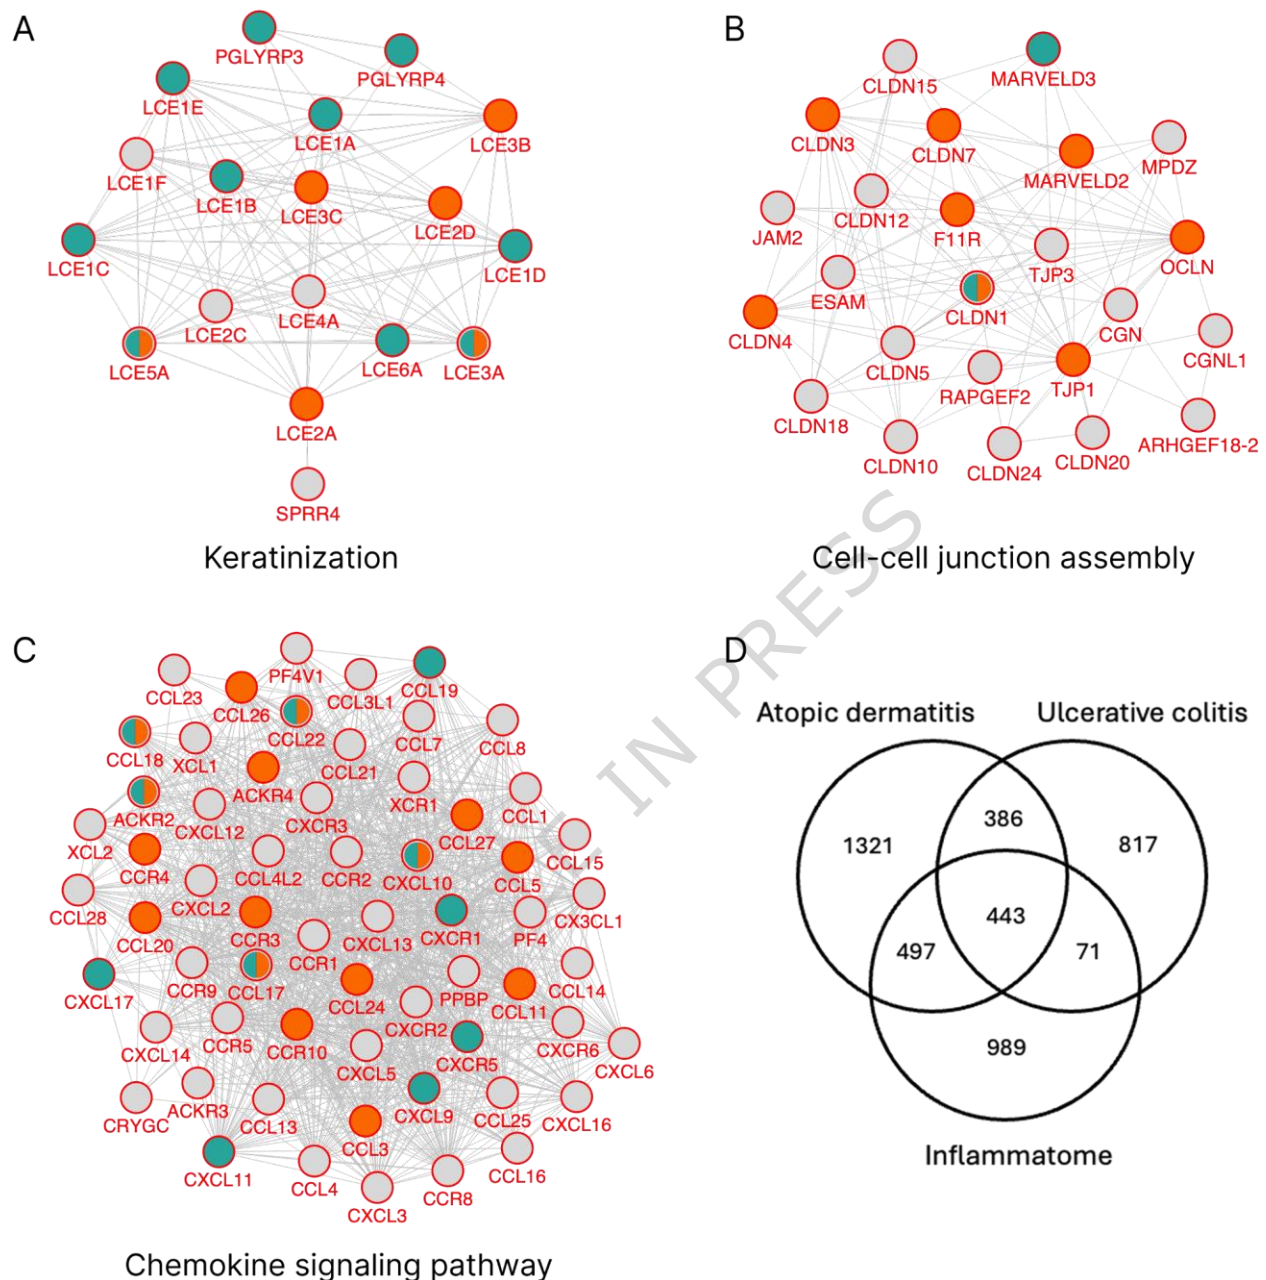 A
PGLYRP3
PGLYRP4
LCE1E
LCE1A
LCE3B
LCE1F
LCE1B
LCE3C
LCE2D
LCE1C
LCE1D
LCE2C
LCE4A
LCE5A
LCE6A
LCE3A
LCE2A
SPRR4
Keratinization
B
CLDN15
MARVELD3
CLDN3
CLDN7
MARVELD2
MPDZ
JAM2
CLDN12
F11R
TJP3
OCLN
ESAM
CLDN1
CGN
CLDN4
CLDN5
CGNL1
RAPGEF2
TJP1
CLDN18
CLDN10
CLDN24
CLDN20
ARHGEF18-2
Cell-cell junction assembly
C
PF4V1
CCL23
CCL26
CCL3L1
CCL19
CCL22
CCL7
CCL8
CCL18
XCL1
CCL21
ACKR4
XCR1
CCL1
ACKR2
CXCL12
CXCR3
CCL27
XCL2
CCL15
CCR4
CCL4L2
CCR2
CXCL10
CCL5
CCL28
CXCL2
CX3CL1
CCL20
CCR3
CXCL13
CXCR1
PF4
CCR1
CXCL17
CCR9
CCL17
CCL24
PPBP
CCL11
CCL14
CXCR2
CXCL14
CCR5
CCR10
CXCL5
CXCR5
CXCR6
CXCL6
CRYGC
ACKR3
CCL13
CXCL9
CCL25
CXCL16
CCL3
CXCL11
CCL4
CXCL3
CCR8
CCL16
Chemokine signaling pathway
D
Atopic dermatitis
Ulcerative colitis
1321
386
817
443
497
71
989
Inflammatome
IN PRESS